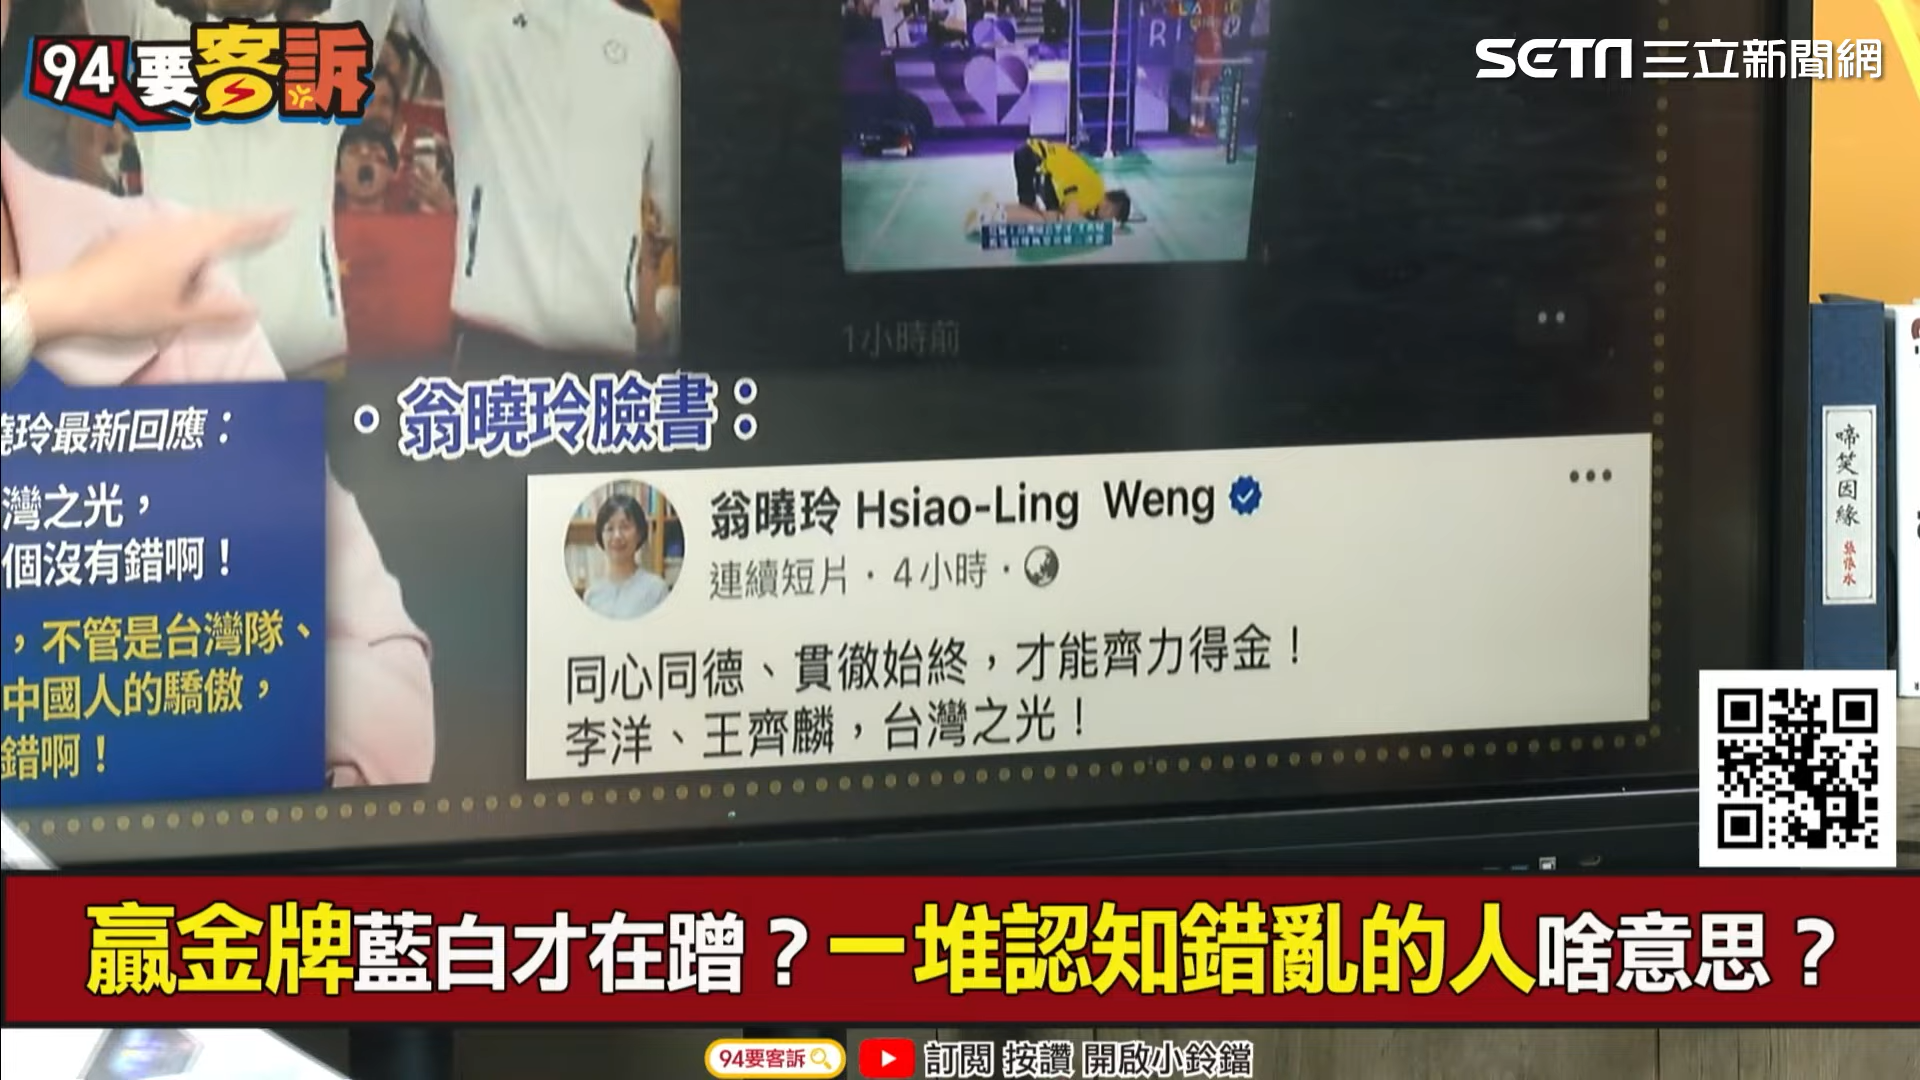 94要客訴
SETN三立新聞網
1小時前
曉玲最新回應：
灣之光，
個沒有錯啊！
，不管是台灣隊、
中國人的驕傲，
錯啊！
。翁曉玲臉書：
翁曉玲 Hsiao-Ling Weng
連續短片·4小時·
同心同德、貫徹始終，才能齊力得金！
李洋、王齊麟，台灣之光！
啼笑因緣
張恨水
贏金牌藍白才在蹭？一堆認知錯亂的人啥意思？
94要客訴
訂閱 按讚 開啟小鈴鐺